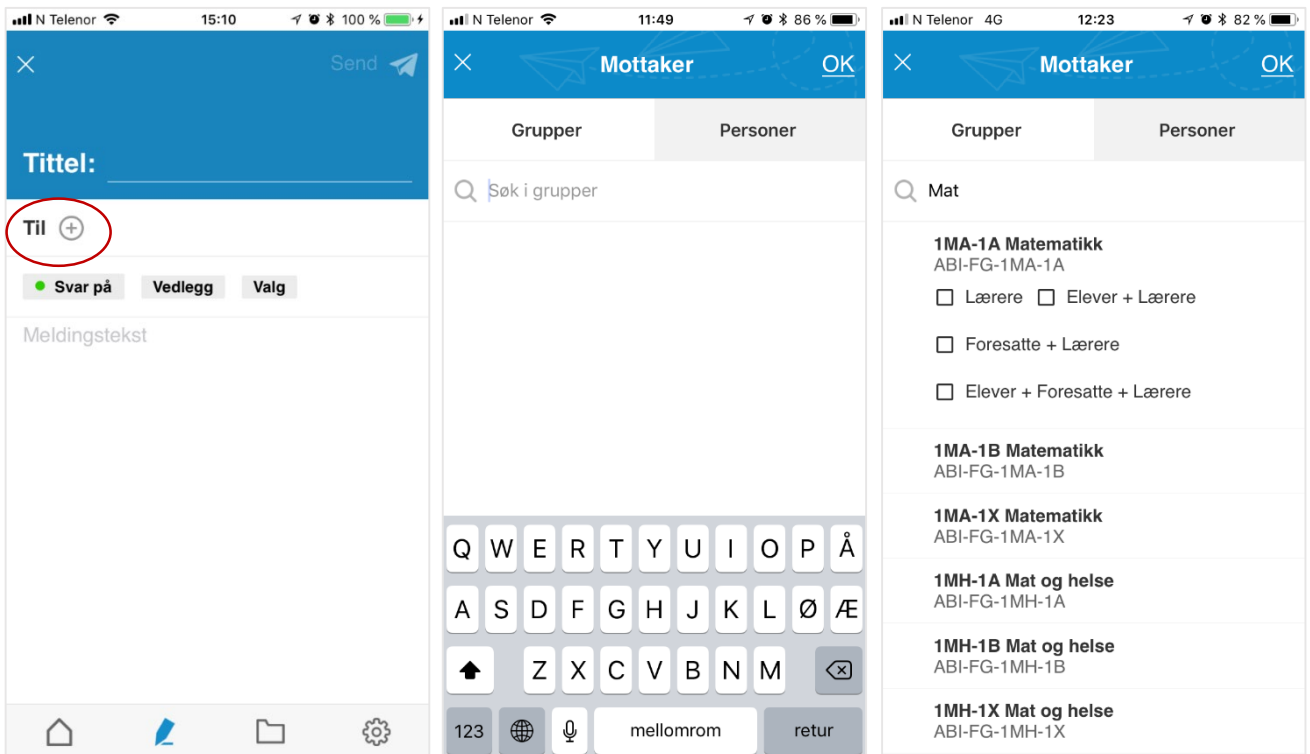 N Telenor 15:10 100 %
Send
Tittel:
Til
Svar på Vedlegg Valg
Meldingstekst
N Telenor 11:49 86 %
Mottaker OK
Grupper Personer
Søk i grupper
Q W E R T Y U I O P Å
A S D F G H J K L Ø Æ
Z X C V B N M
123 mellomrom retur
N Telenor 4G 12:23 82 %
Mottaker OK
Grupper Personer
Mat
1MA-1A Matematikk
ABI-FG-1MA-1A
Lærere Elever + Lærere
Foresatte + Lærere
Elever + Foresatte + Lærere
1MA-1B Matematikk
ABI-FG-1MA-1B
1MA-1X Matematikk
ABI-FG-1MA-1X
1MH-1A Mat og helse
ABI-FG-1MH-1A
1MH-1B Mat og helse
ABI-FG-1MH-1B
1MH-1X Mat og helse
ABI-FG-1MH-1X